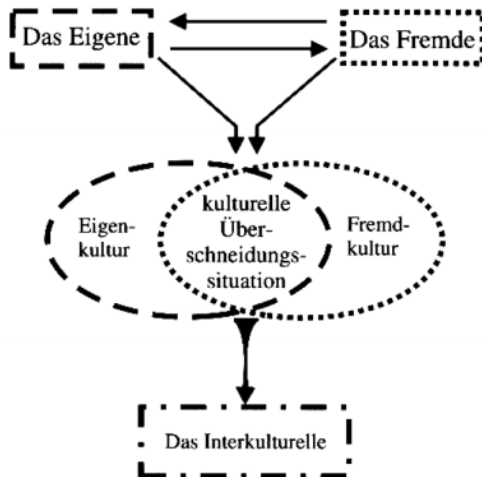 Das Eigene
Das Fremde
Eigen-
kultur
kulturelle
Über-
schneidungs-
situation
Fremd-
kultur
Das Interkulturelle